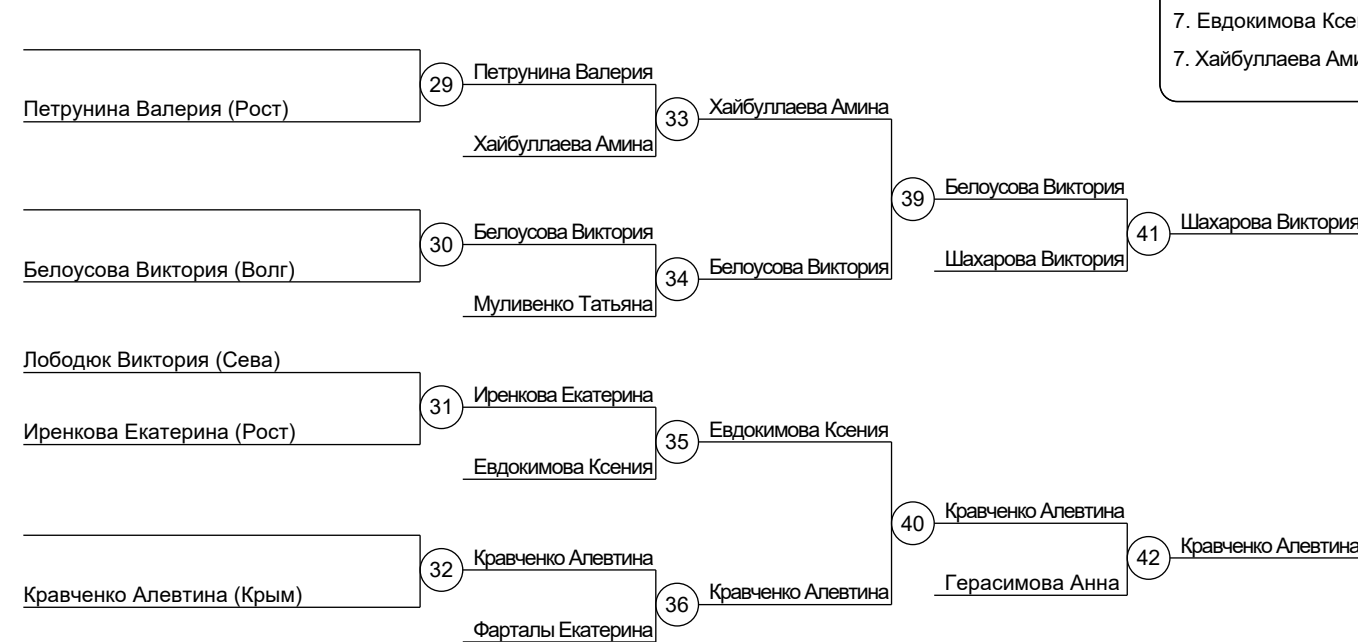 7. Евдокимова
7. Хайбуллаева
29
Петрунина Валерия
Петрунина Валерия (Рост)
33
Хайбуллаева Амина
Хайбуллаева Амина
39
Белоусова Виктория
30
Белоусова Виктория
41
Шахарова Виктория
Белоусова Виктория (Волг)
34
Белоусова Виктория
Шахарова Виктория
Муливенко Татьяна
Лободюк Виктория (Сева)
31
Иренкова Екатерина
Иренкова Екатерина (Рост)
35
Евдокимова Ксения
Евдокимова Ксения
40
Кравченко Алевтина
32
Кравченко Алевтина
42
Кравченко Алевтина
Кравченко Алевтина (Крым)
36
Кравченко Алевтина
Герасимова Анна
Фарталы Екатерина